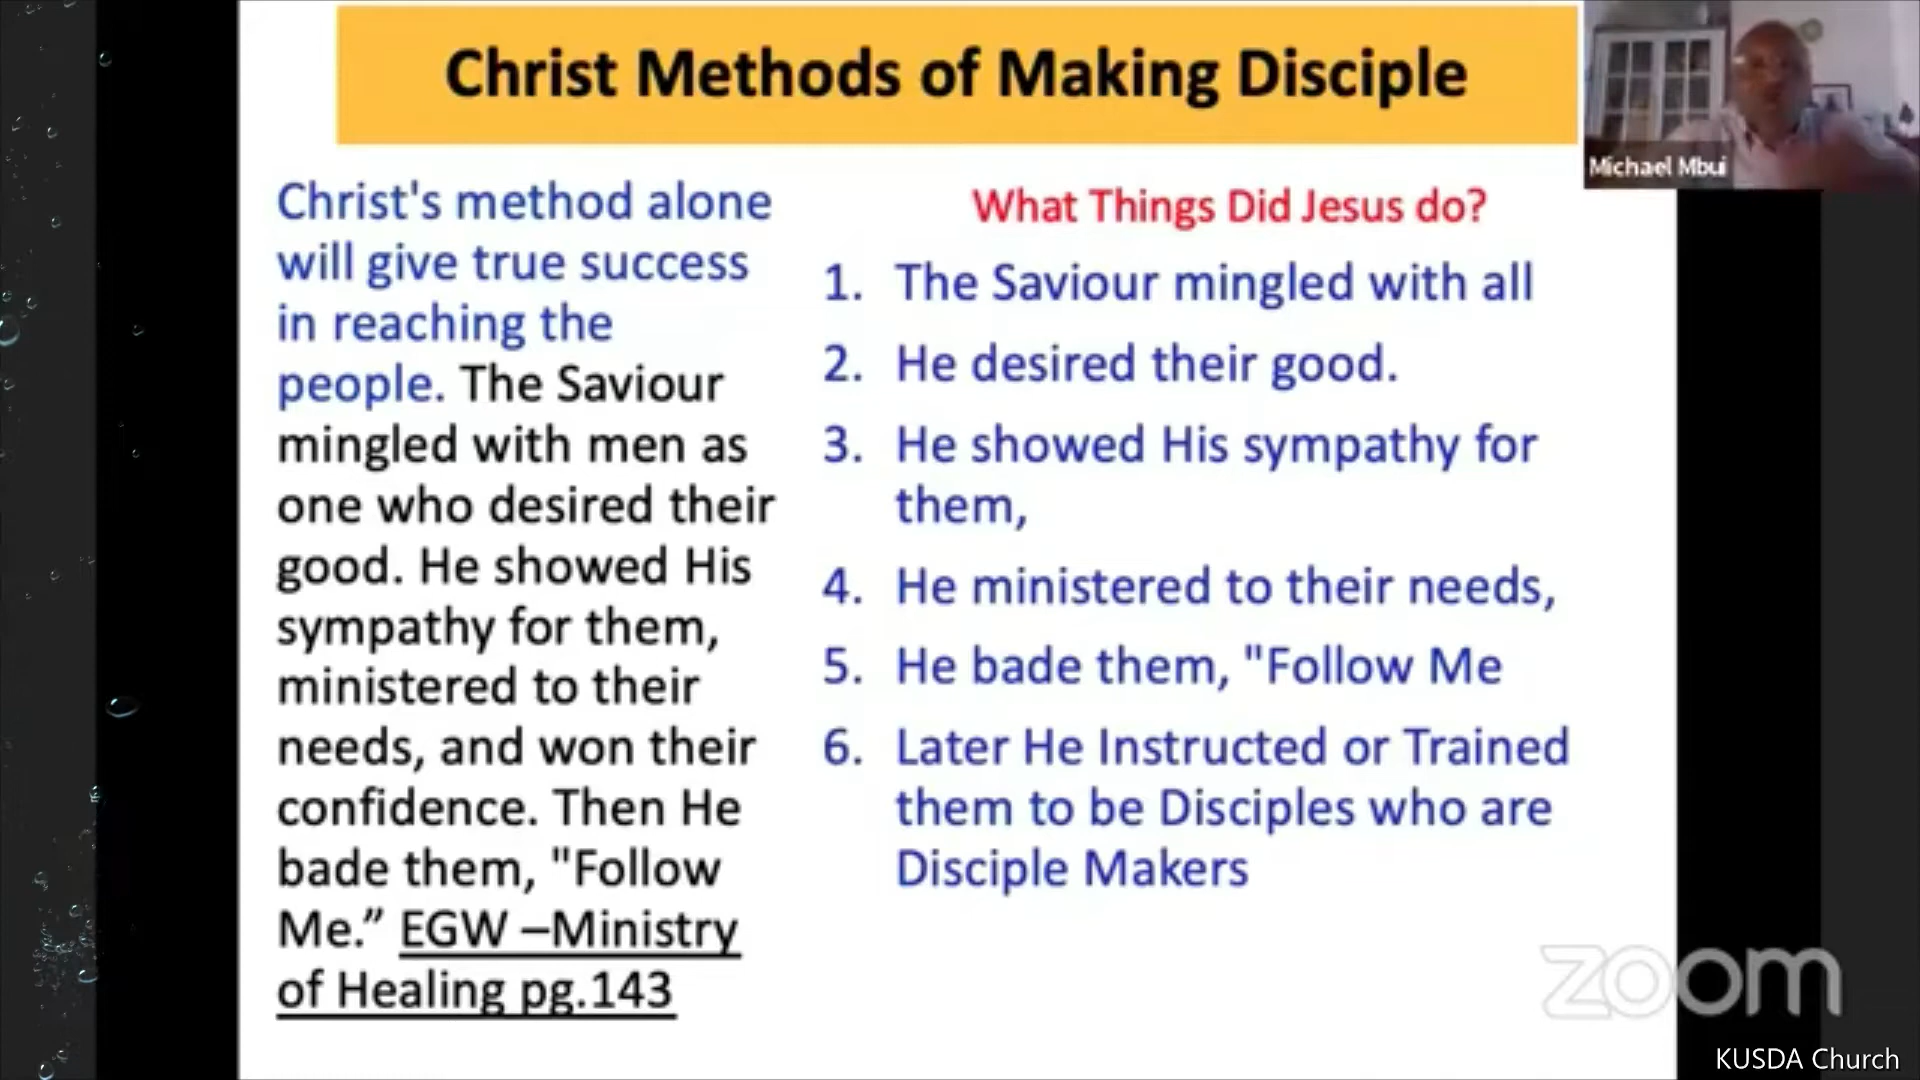 Christ Methods of Making Disciple
Michael Mbui
Christ's method alone
will give true success
in reaching the
people. The Saviour
mingled with men as
one who desired their
good. He showed His
sympathy for them,
ministered to their
needs, and won their
confidence. Then He
bade them, "Follow
Me.” EGW –Ministry
of Healing pg.143
What Things Did Jesus do?
1. The Saviour mingled with all
2. He desired their good.
3. He showed His sympathy for
them,
4. He ministered to their needs,
5. He bade them, "Follow Me
6. Later He Instructed or Trained
them to be Disciples who are
Disciple Makers
zoom
KUSDA Church